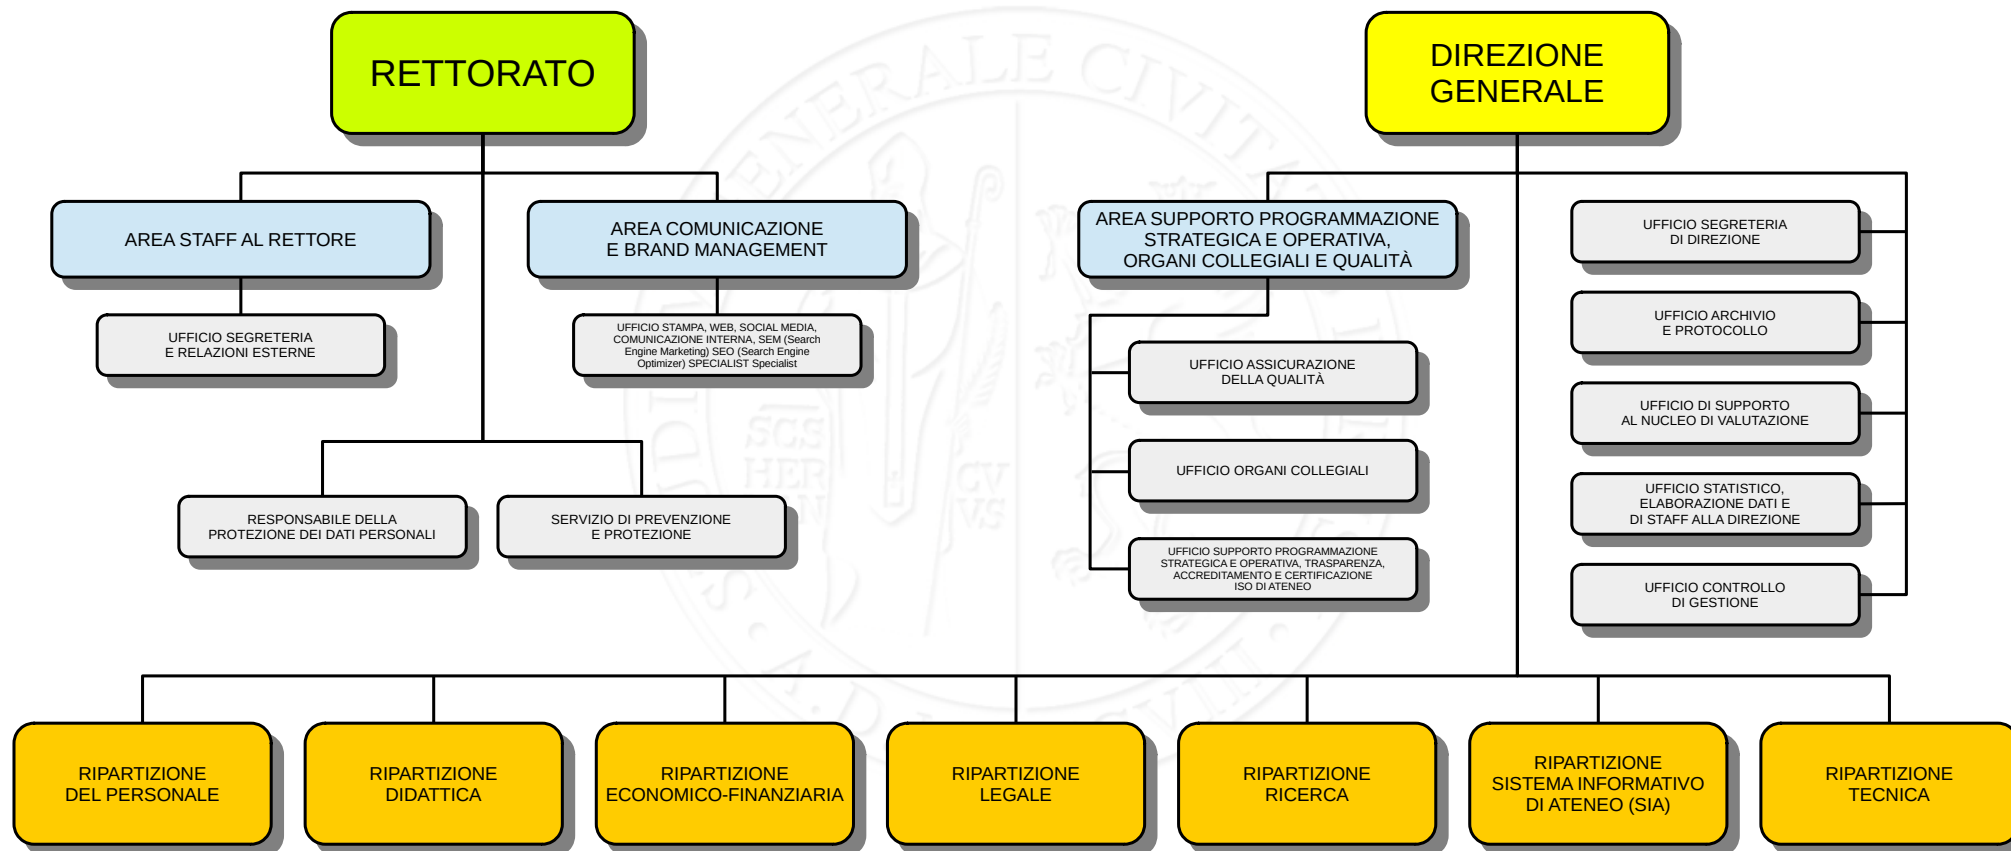 RETTORATO
DIREZIONE
GENERALE
AREA STAFF AL RETTORE
AREA COMUNICAZIONE
E BRAND MANAGEMENT
AREA SUPPORTO PROGRAMMAZIONE
STRATEGICA E OPERATIVA,
ORGANI COLLEGIALI E QUALITÀ
UFFICIO SEGRETERIA
DI DIREZIONE
UFFICIO SEGRETERIA
E RELAZIONI ESTERNE
UFFICIO STAMPA, WEB, SOCIAL MEDIA,
COMUNICAZIONE INTERNA, SEM (Search
Engine Marketing) SEO (Search Engine
Optimizer) SPECIALIST Specialist
UFFICIO ARCHIVIO
E PROTOCOLLO
UFFICIO ASSICURAZIONE
DELLA QUALITÀ
UFFICIO DI SUPPORTO
AL NUCLEO DI VALUTAZIONE
UFFICIO ORGANI COLLEGIALI
UFFICIO STATISTICO,
ELABORAZIONE DATI E
DI STAFF ALLA DIREZIONE
RESPONSABILE DELLA
PROTEZIONE DEI DATI PERSONALI
SERVIZIO DI PREVENZIONE
E PROTEZIONE
UFFICIO SUPPORTO PROGRAMMAZIONE
STRATEGICA E OPERATIVA, TRASPARENZA,
ACCREDITAMENTO E CERTIFICAZIONE
ISO DI ATENEO
UFFICIO CONTROLLO
DI GESTIONE
RIPARTIZIONE
DEL PERSONALE
RIPARTIZIONE
DIDATTICA
RIPARTIZIONE
ECONOMICO-FINANZIARIA
RIPARTIZIONE
LEGALE
RIPARTIZIONE
RICERCA
RIPARTIZIONE
SISTEMA INFORMATIVO
DI ATENEO (SIA)
RIPARTIZIONE
TECNICA